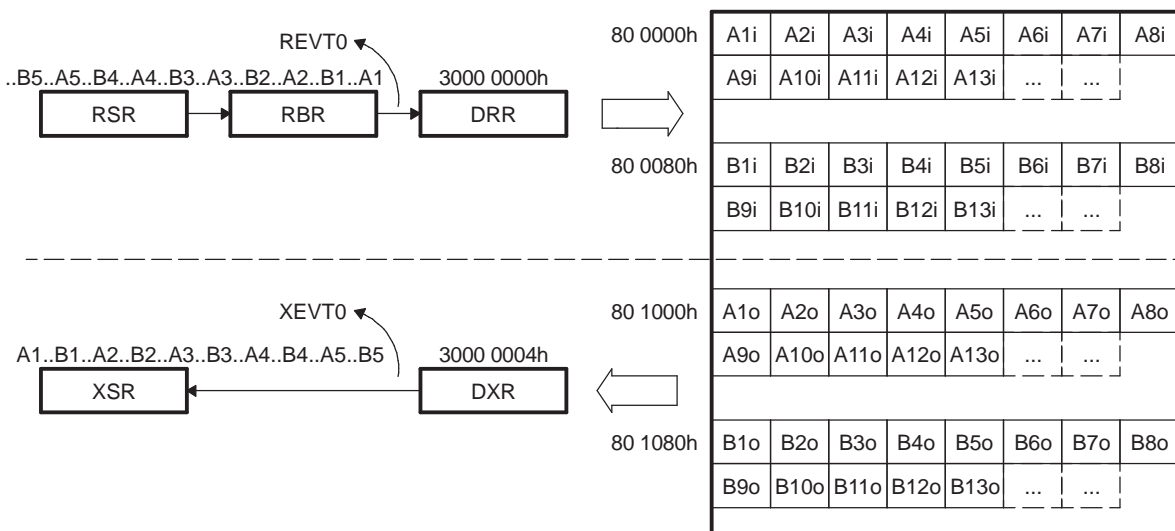 REVT0
..B5..A5..B4..A4..B3..A3..B2..A2..B1..A1
3000 0000h
RSR
RBR
DRR
80 0000h
A1i A2i A3i A4i A5i A6i A7i A8i
A9i A10i A11i A12i A13i ... ...
80 0080h
B1i B2i B3i B4i B5i B6i B7i B8i
B9i B10i B11i B12i B13i ... ...
XEVT0
A1..B1..A2..B2..A3..B3..A4..B4..A5..B5
3000 0004h
XSR
DXR
80 1000h
A1o A2o A3o A4o A5o A6o A7o A8o
A9o A10o A11o A12o A13o ... ...
80 1080h
B1o B2o B3o B4o B5o B6o B7o B8o
B9o B10o B11o B12o B13o ... ...